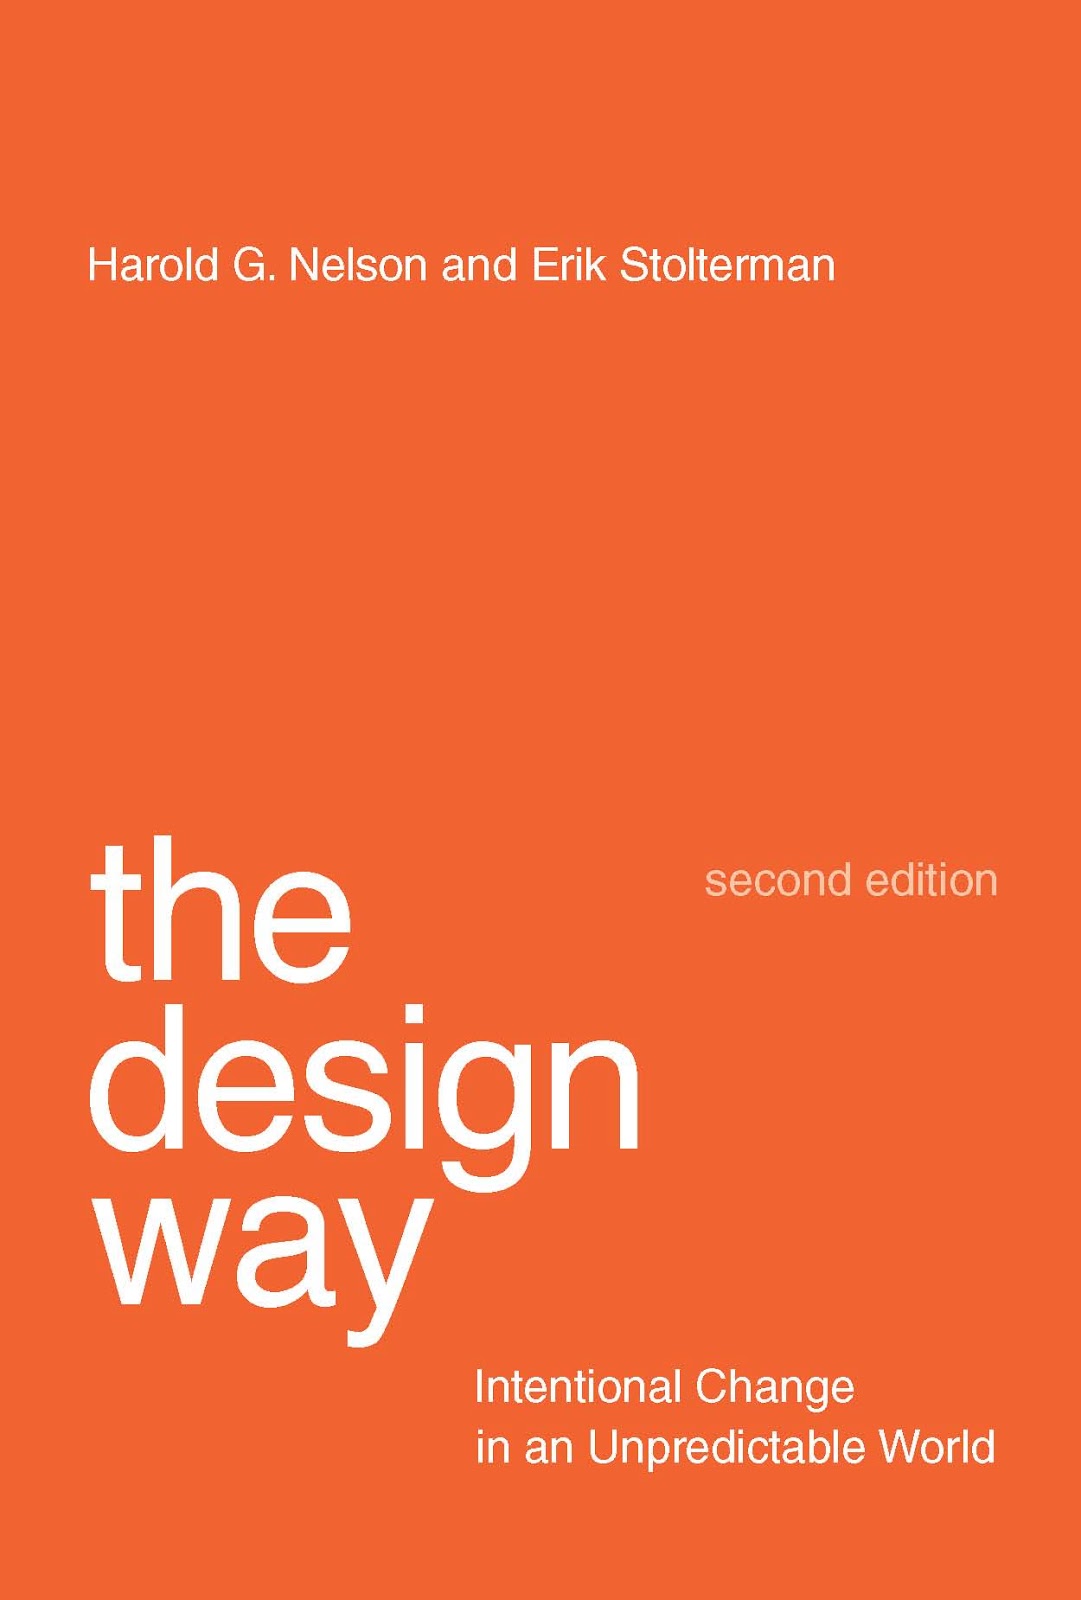 Harold G. Nelson and Erik Stolterman
the
second edition
design
way
Intentional Change
in an Unpredictable World